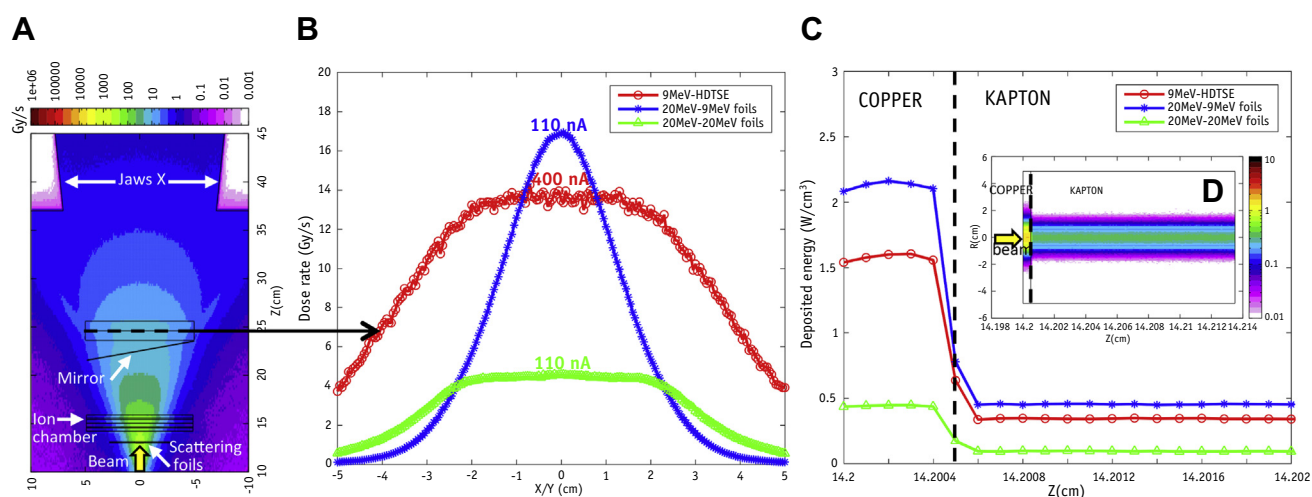 A
Gy/s
1e+06
100000
10000
1000
100
10
1
0.1
0.01
0.001
45
40
35
30
25
20
15
10
Z(cm)
Jaws X
Mirror
Ion chamber
Scattering foils
Beam
10 5 0 -5 -10
B
20
18
16
14
12
10
8
6
4
2
0
Dose rate (Gy/s)
9MeV-HDTSE
20MeV-9MeV foils
20MeV-20MeV foils
110 nA
400 nA
110 nA
-5 -4 -3 -2 -1 0 1 2 3 4 5
X/Y (cm)
C
3
2.5
2
1.5
1
0.5
0
Deposited energy (W/cm³)
COPPER KAPTON
9MeV-HDTSE
20MeV-9MeV foils
20MeV-20MeV foils
14.2 14.2004 14.2008 14.2012 14.2016 14.202
Z(cm)
D
6
4
2
0
-2
-4
-6
R(cm)
COPPER KAPTON
beam
10
1
0.1
0.01
14.198 14.2 14.202 14.204 14.206 14.208 14.21 14.212 14.214
Z(cm)